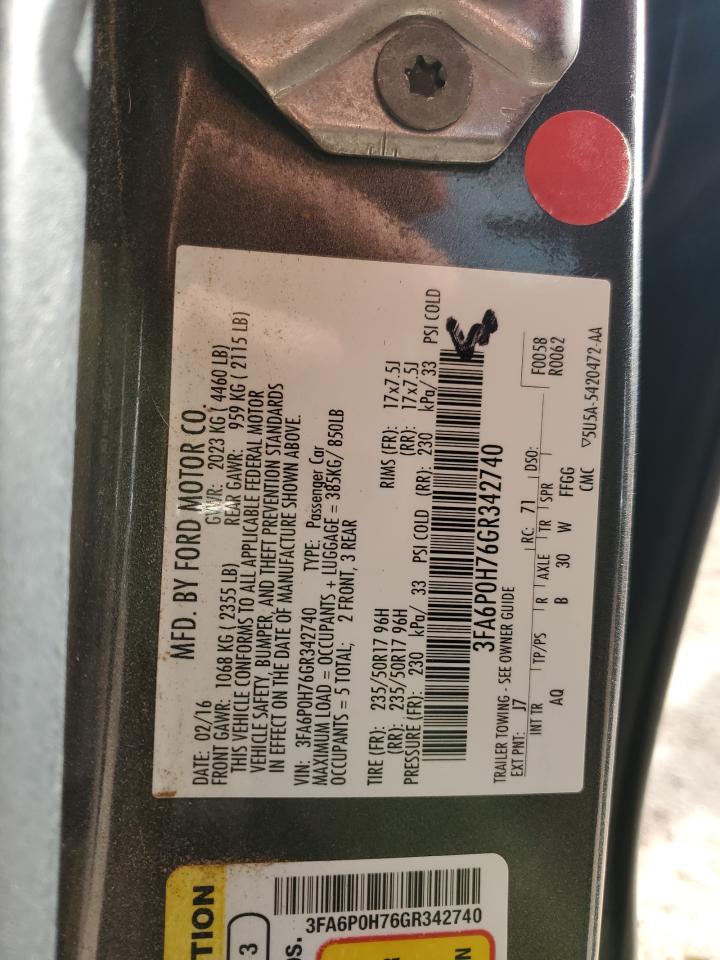 MFD. BY FORD MOTOR CO.
DATE: 02/16 GVWR: 2023 KG ( 4460 LB)
FRONT GAWR: 1068 KG ( 2355 LB) REAR GAWR: 959 KG ( 2115 LB)
THIS VEHICLE CONFORMS TO ALL APPLICABLE FEDERAL MOTOR
VEHICLE SAFETY, BUMPER, AND THEFT PREVENTION STANDARDS
IN EFFECT ON THE DATE OF MANUFACTURE SHOWN ABOVE.
VIN: 3FA6P0H76GR342740 TYPE: Passenger Car
MAXIMUM LOAD = OCCUPANTS + LUGGAGE = 385KG/ 850LB
OCCUPANTS = 5 TOTAL; 2 FRONT, 3 REAR
TIRE (FR): 235/50R17 96H RIMS (FR): 17x7.5J
(RR): 235/50R17 96H (RR): 17x7.5J
PRESSURE (FR): 230 kPa/ 33 PSI COLD (RR): 230 kPa/ 33 PSI COLD
3FA6P0H76GR342740
TRAILER TOWING - SEE OWNER GUIDE
EXT PNT: J7 RC: 71 DSO: F0058
R0062
INT TR TP/PS R AXLE TR SPR
AQ B 30 W FFGG
CMC ▽5U5A-5420472-AA
3
3FA6P0H76GR342740